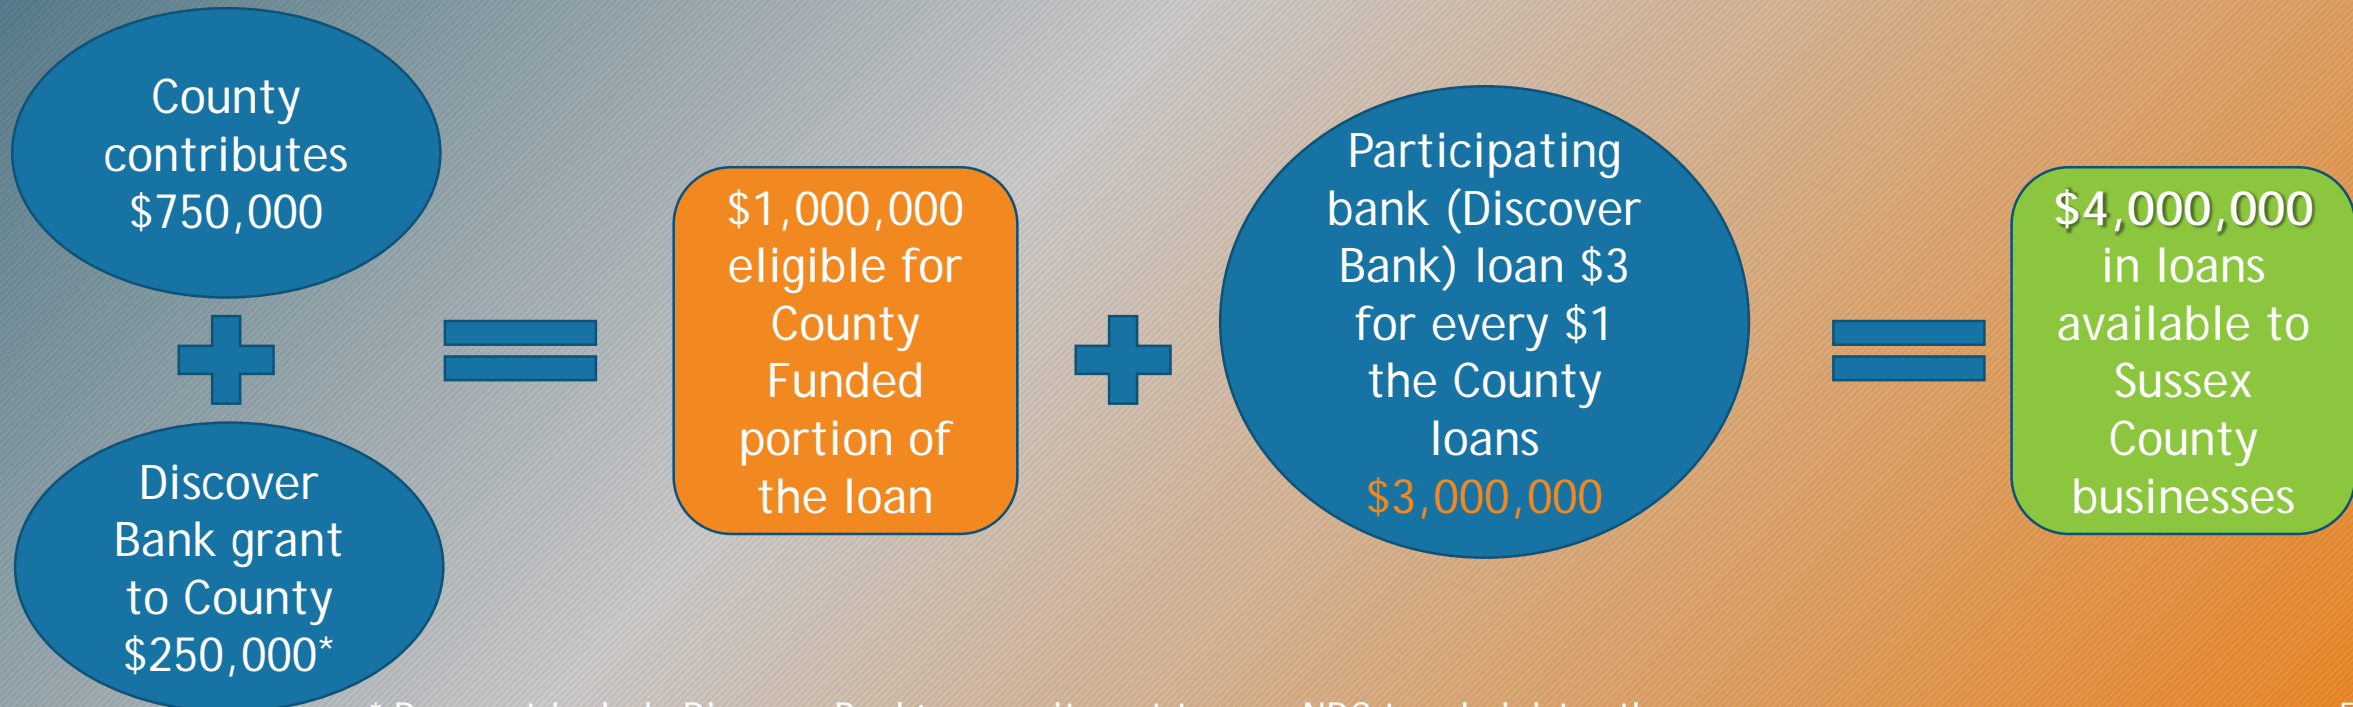 County
contributes
$750,000
Discover
Bank grant
to County
$250,000*
$1,000,000
eligible for
County
Funded
portion of
the loan
Participating
bank (Discover
Bank) loan $3
for every $1
the County
loans
$3,000,000
$4,000,000
in loans
available to
Sussex
County
businesses